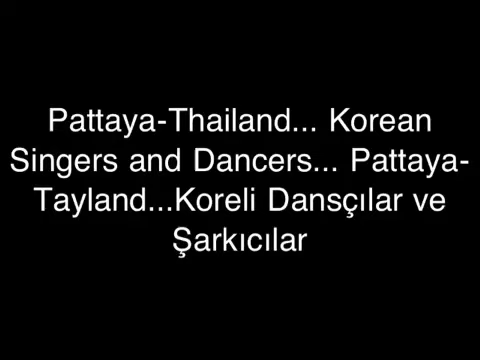 Pattaya-Thailand... Korean
Singers and Dancers... Pattaya-
Tayland...Koreli Dansçılar ve
Şarkıcılar